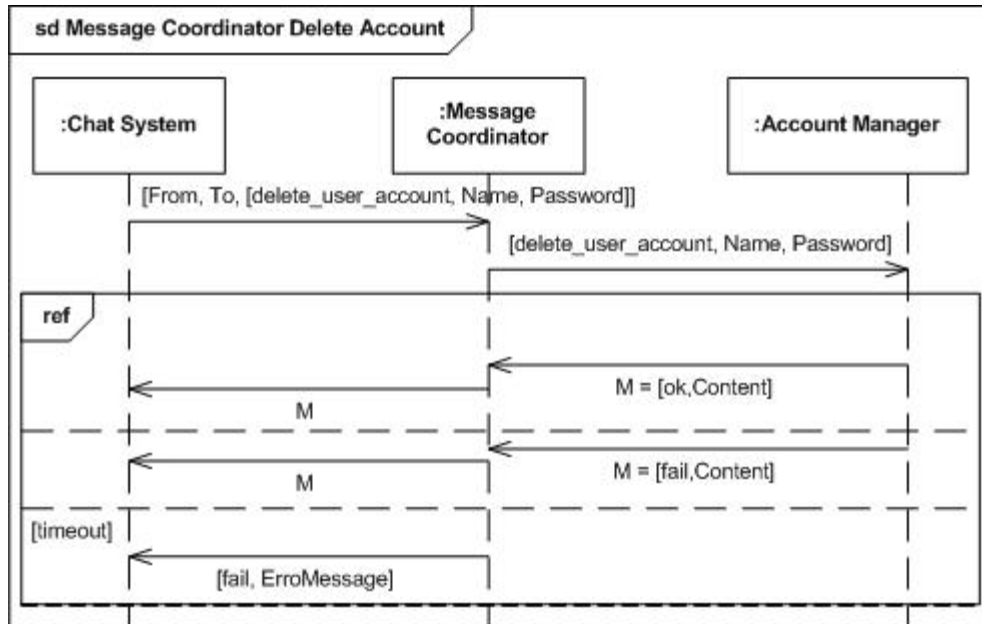 sd Message Coordinator Delete Account
:Chat System
:Message
Coordinator
:Account Manager
[From, To, [delete_user_account, Name, Password]]
[delete_user_account, Name, Password]
ref
M = [ok,Content]
M
M = [fail,Content]
M
[timeout]
[fail, ErroMessage]